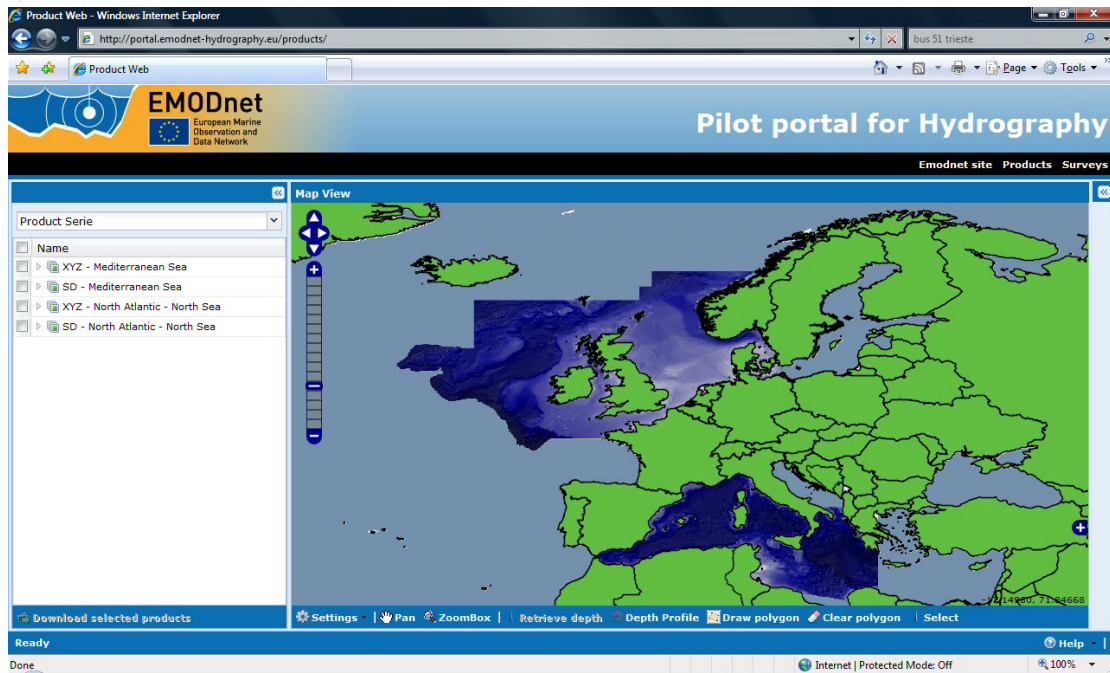 Product Web - Windows Internet Explorer
http://portal.emodnet-hydrography.eu/products/
bus 51 trieste
Product Web
Page
Tools
EMODnet
European Marine
Observation and
Data Network
Pilot portal for Hydrography
Emodnet site Products Surveys
Map View
Product Serie
Name
XYZ - Mediterranean Sea
SD - Mediterranean Sea
XYZ - North Atlantic - North Sea
SD - North Atlantic - North Sea
Download selected products
Settings Pan ZoomBox Retrieve depth Depth Profile Draw polygon Clear polygon Select
Ready
Help
Done
Internet | Protected Mode: Off
100%